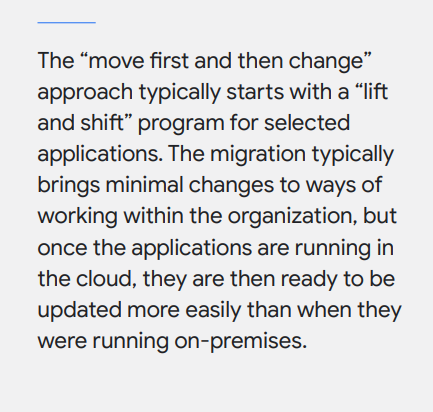 The “move first and then change”
approach typically starts with a “lift
and shift” program for selected
applications. The migration typically
brings minimal changes to ways of
working within the organization, but
once the applications are running in
the cloud, they are then ready to be
updated more easily than when they
were running on-premises.